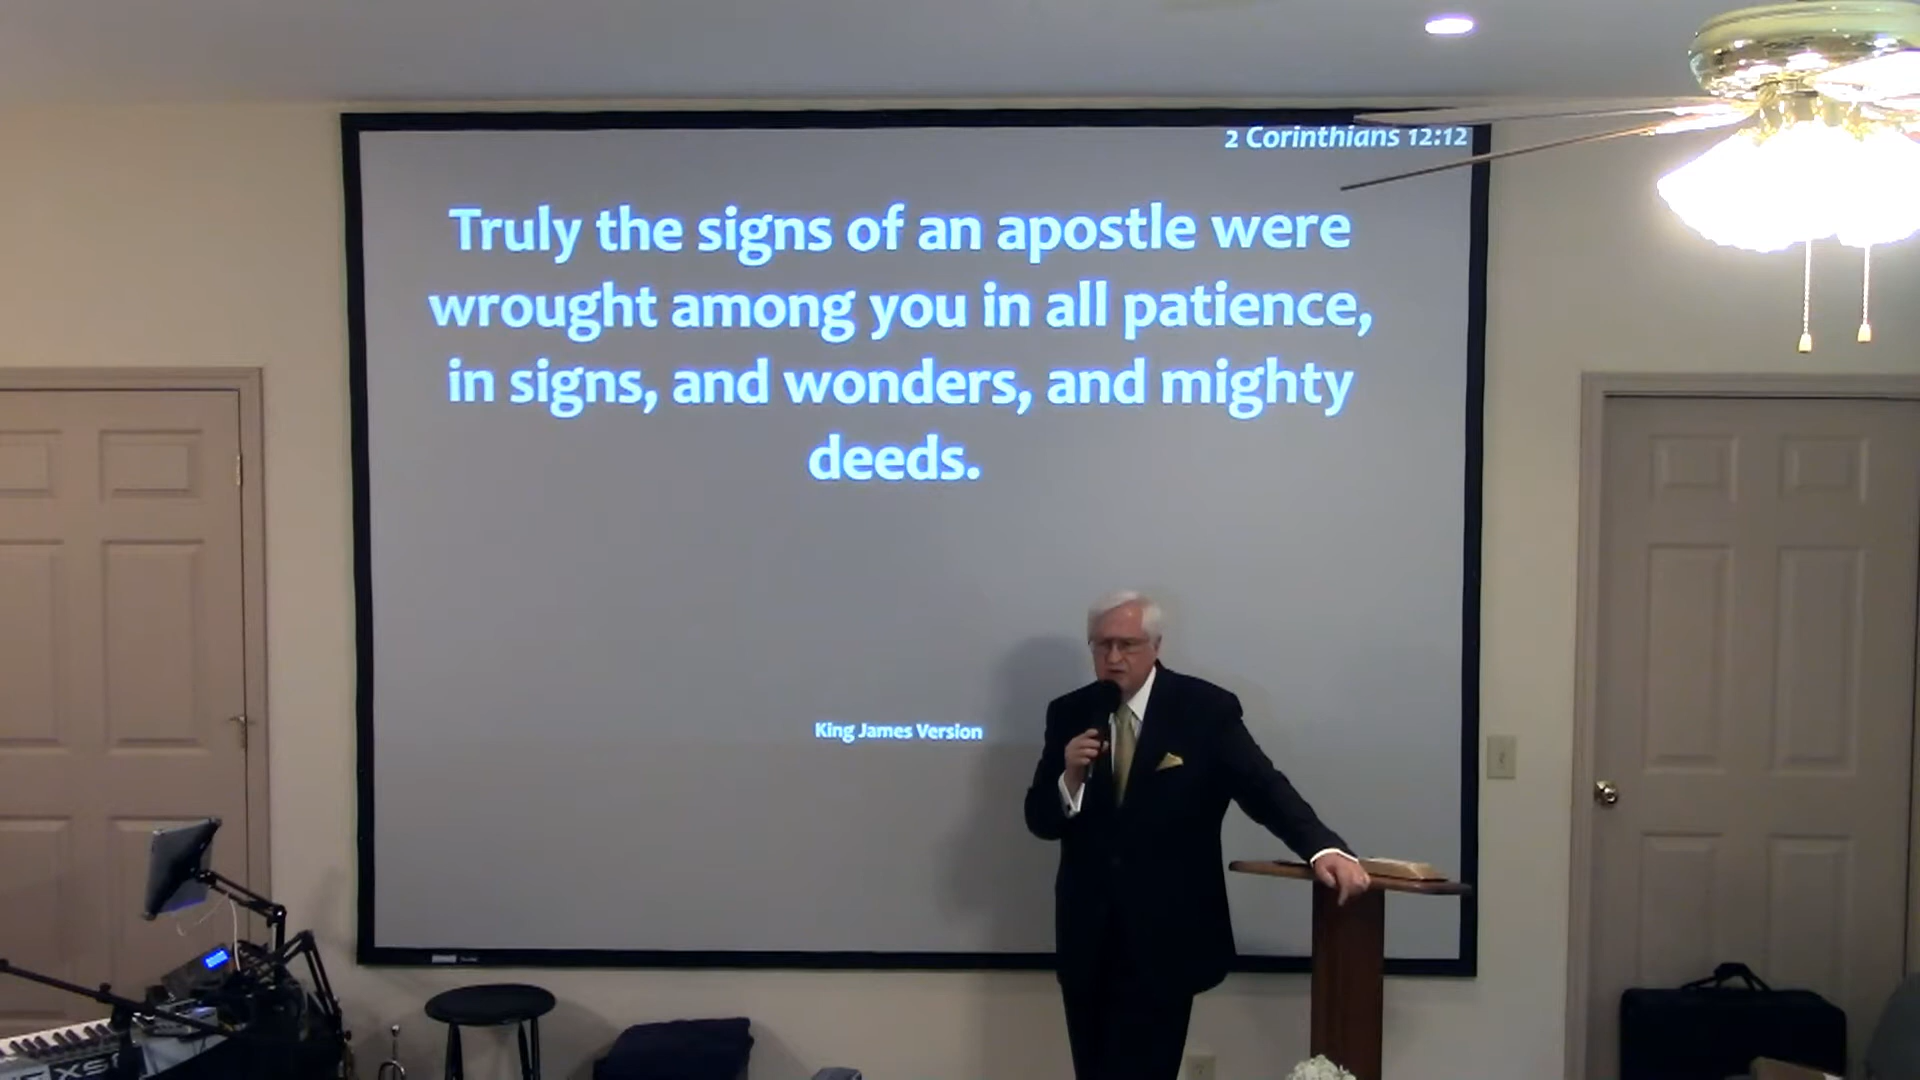 2 Corinthians 12:12
Truly the signs of an apostle were
wrought among you in all patience,
in signs, and wonders, and mighty
deeds.
King James Version